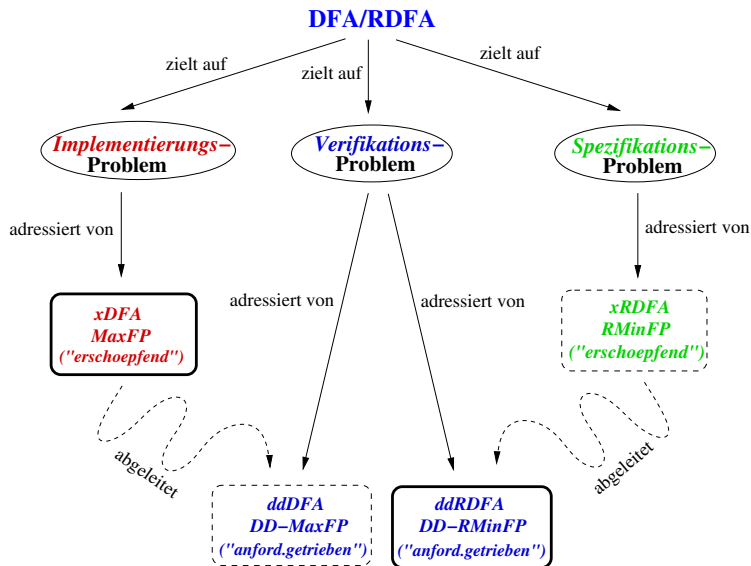 DFA/RDFA
zielt auf
zielt auf
zielt auf
Implementierungs-
Problem
Verifikations-
Problem
Spezifikations-
Problem
adressiert von
adressiert von
adressiert von
adressiert von
xDFA
MaxFP
("erschoepfend")
xRDFA
RMinFP
("erschoepfend")
abgeleitet
abgeleitet
ddDFA
DD-MaxFP
("anford.getrieben")
ddRDFA
DD-RMinFP
("anford.getrieben")